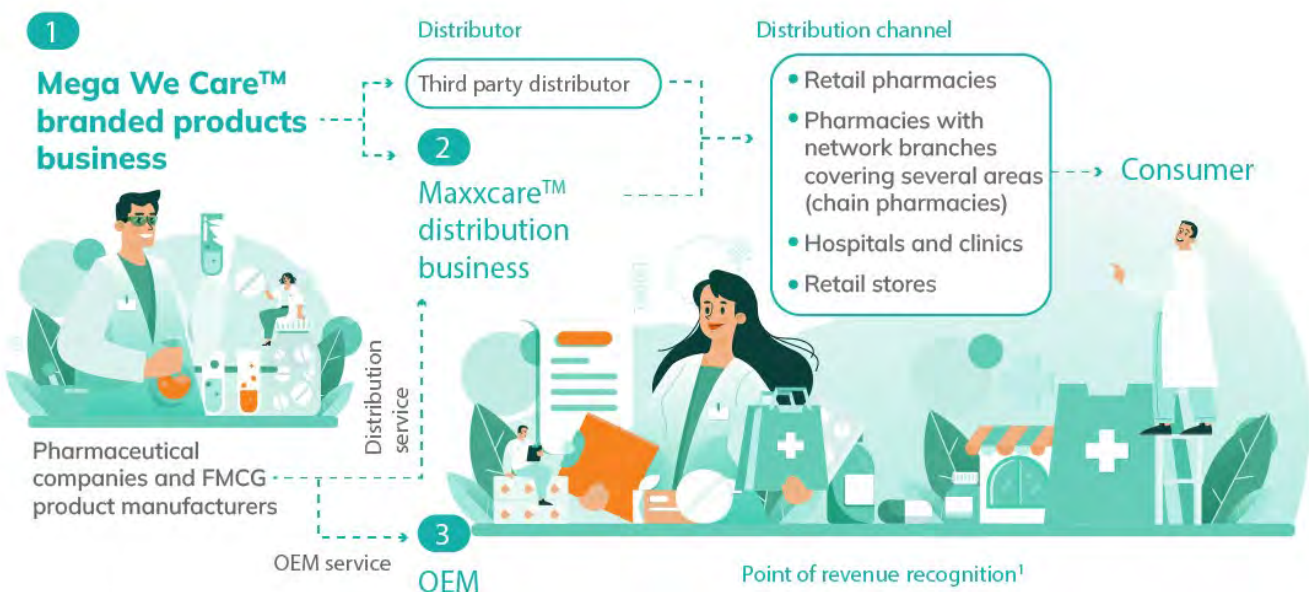 1
Mega We Care™
branded products
business
Distributor
Third party distributor
2
Maxxcare™
distribution
business
Distribution channel
• Retail pharmacies
• Pharmacies with
network branches
covering several areas
(chain pharmacies)
• Hospitals and clinics
• Retail stores
Consumer
Pharmaceutical
companies and FMCG
product manufacturers
Distribution
service
OEM service
3
OEM
Point of revenue recognition¹